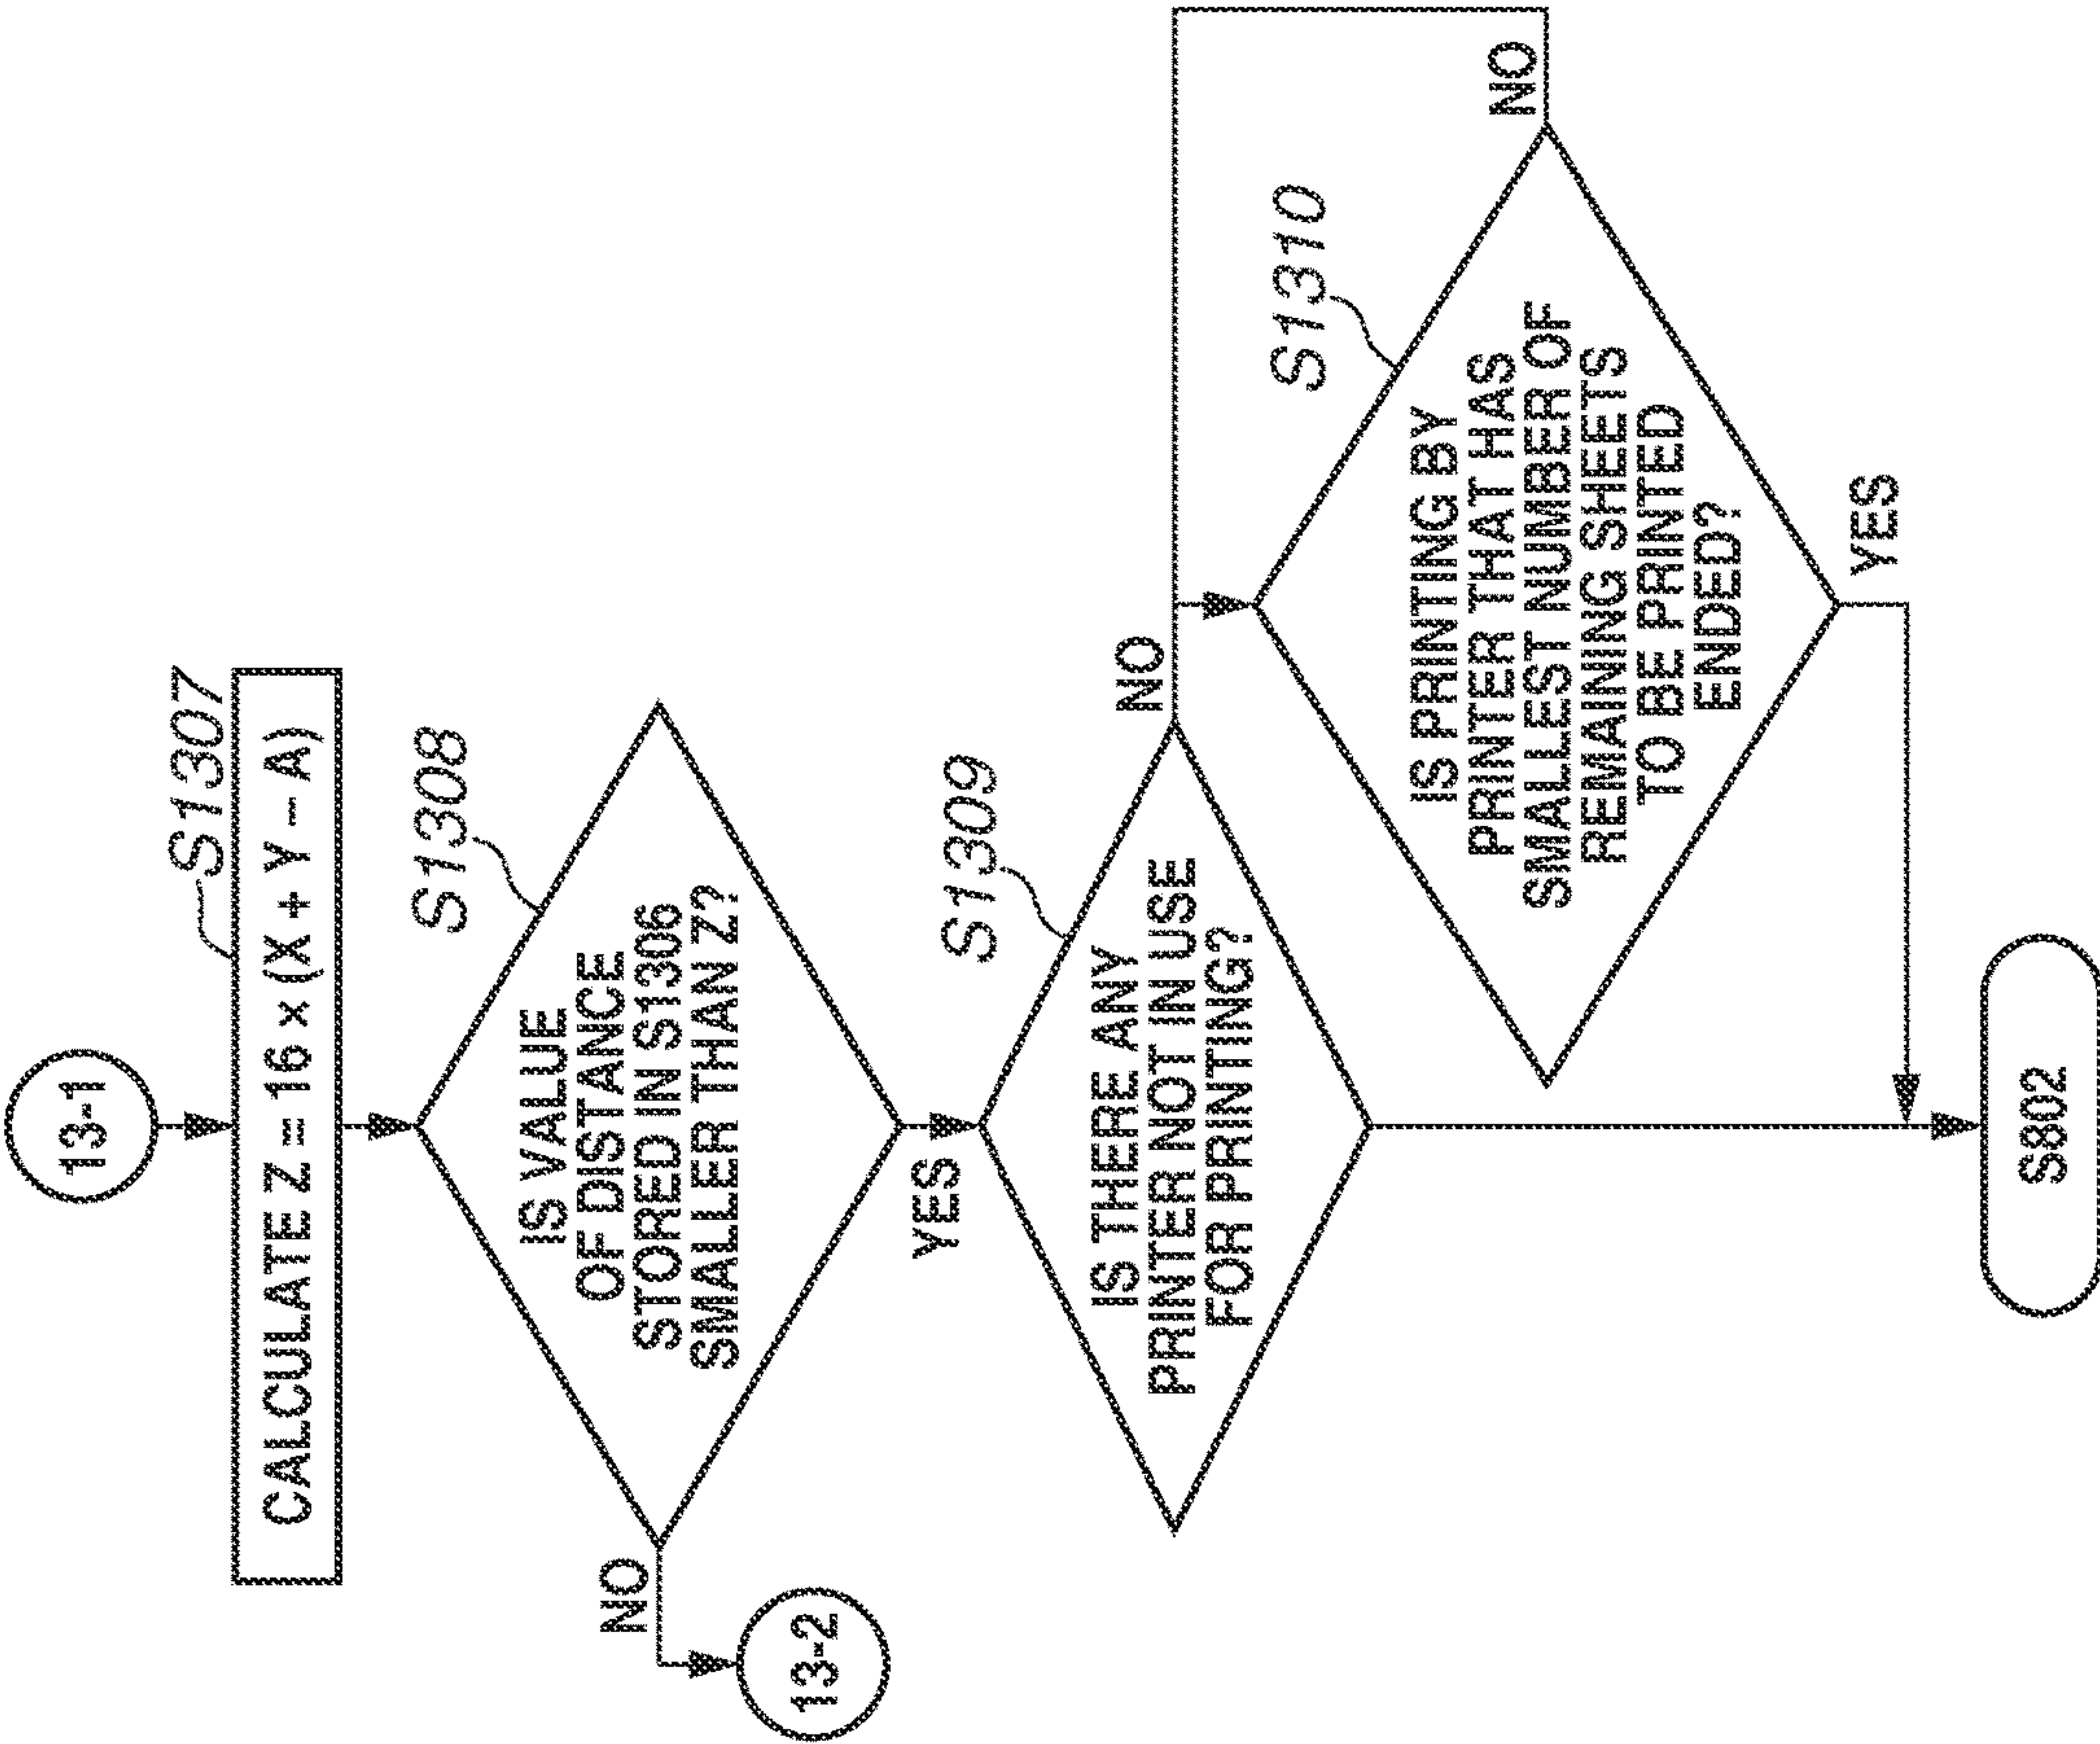 13-1
S1307
CALCULATE Z = 16 x (X + Y – A)
S1308
IS VALUE
OF DISTANCE
STORED IN S1306
SMALLER THAN Z?
NO
13-2
YES
S1309
IS THERE ANY
PRINTER NOT IN USE
FOR PRINTING?
NO
S1310
IS PRINTING BY
PRINTER THAT HAS
SMALLEST NUMBER OF
REMAINING SHEETS
TO BE PRINTED
ENDED?
NO
YES
S802